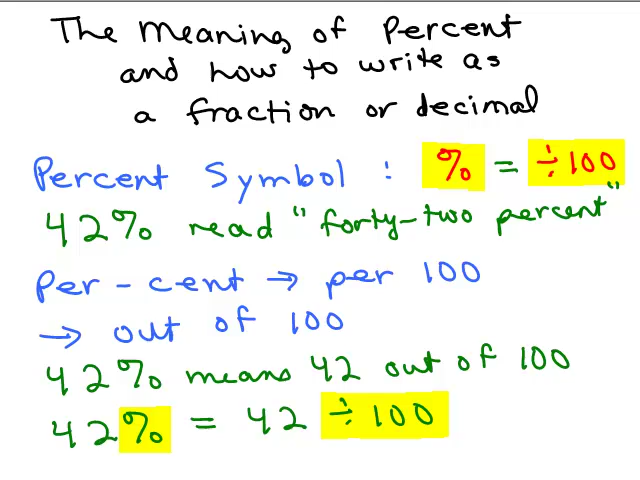 The Meaning of Percent
and how to write as
a fraction or decimal
Percent Symbol : % = ÷100
42% read "forty-two percent"
Per-cent → per 100
→ out of 100
42% means 42 out of 100
42% = 42 ÷100